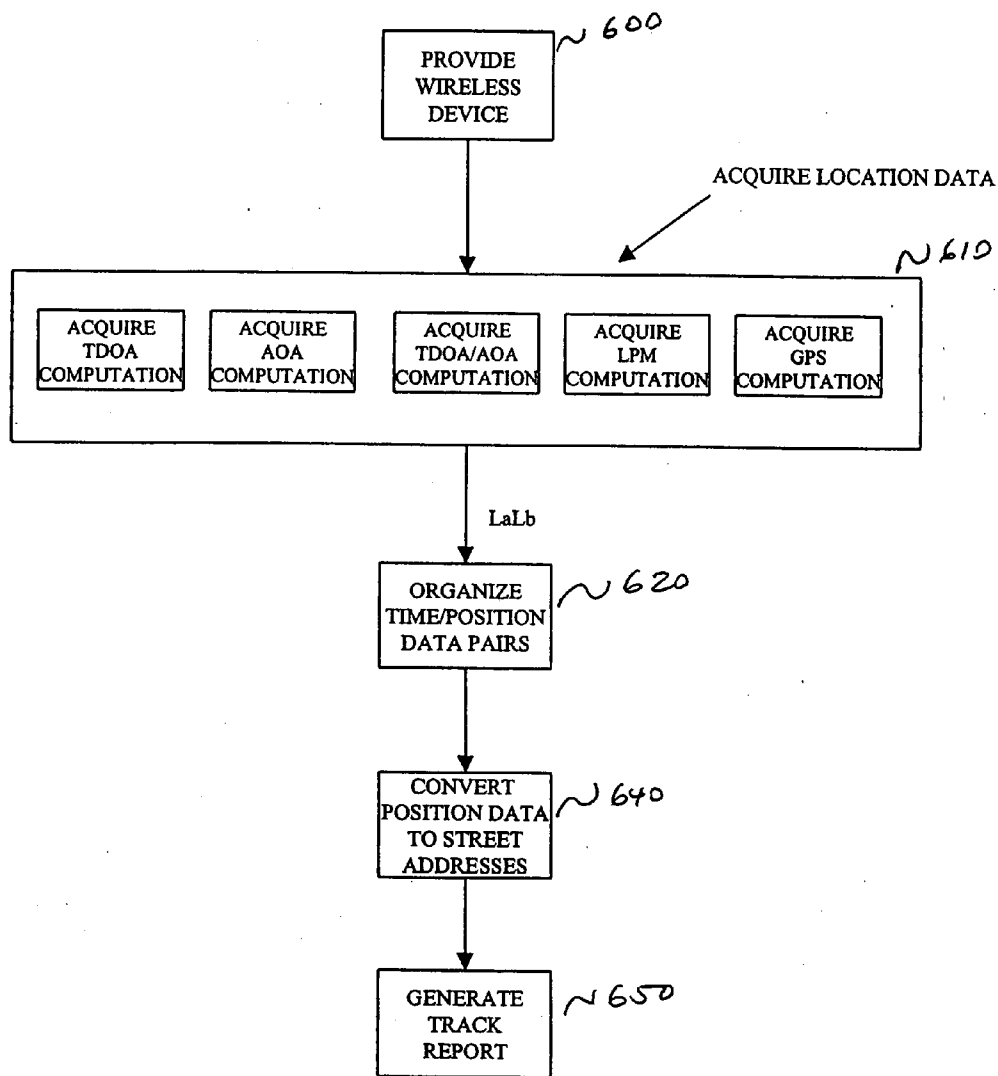 600
PROVIDE
WIRELESS
DEVICE
ACQUIRE LOCATION DATA
610
ACQUIRE
TDOA
COMPUTATION
ACQUIRE
AOA
COMPUTATION
ACQUIRE
TDOA/AOA
COMPUTATION
ACQUIRE
LPM
COMPUTATION
ACQUIRE
GPS
COMPUTATION
LaLb
620
ORGANIZE
TIME/POSITION
DATA PAIRS
640
CONVERT
POSITION DATA
TO STREET
ADDRESSES
650
GENERATE
TRACK
REPORT